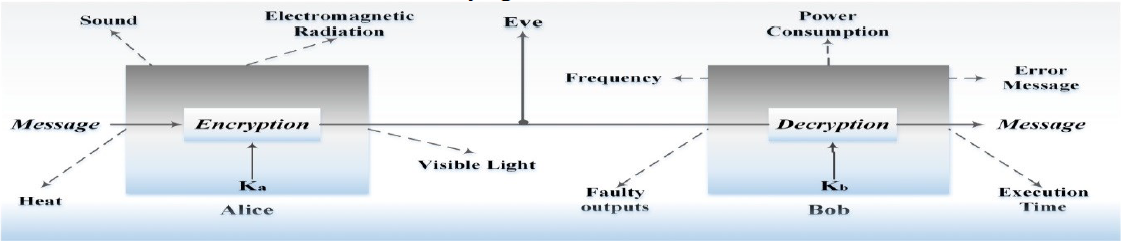 Sound
Electromagnetic
Radiation
Eve
Power
Consumption
Frequency
Error
Message
Message
Encryption
Decryption
Message
Visible Light
Heat
Ka
Alice
Faulty
outputs
Kb
Bob
Execution
Time